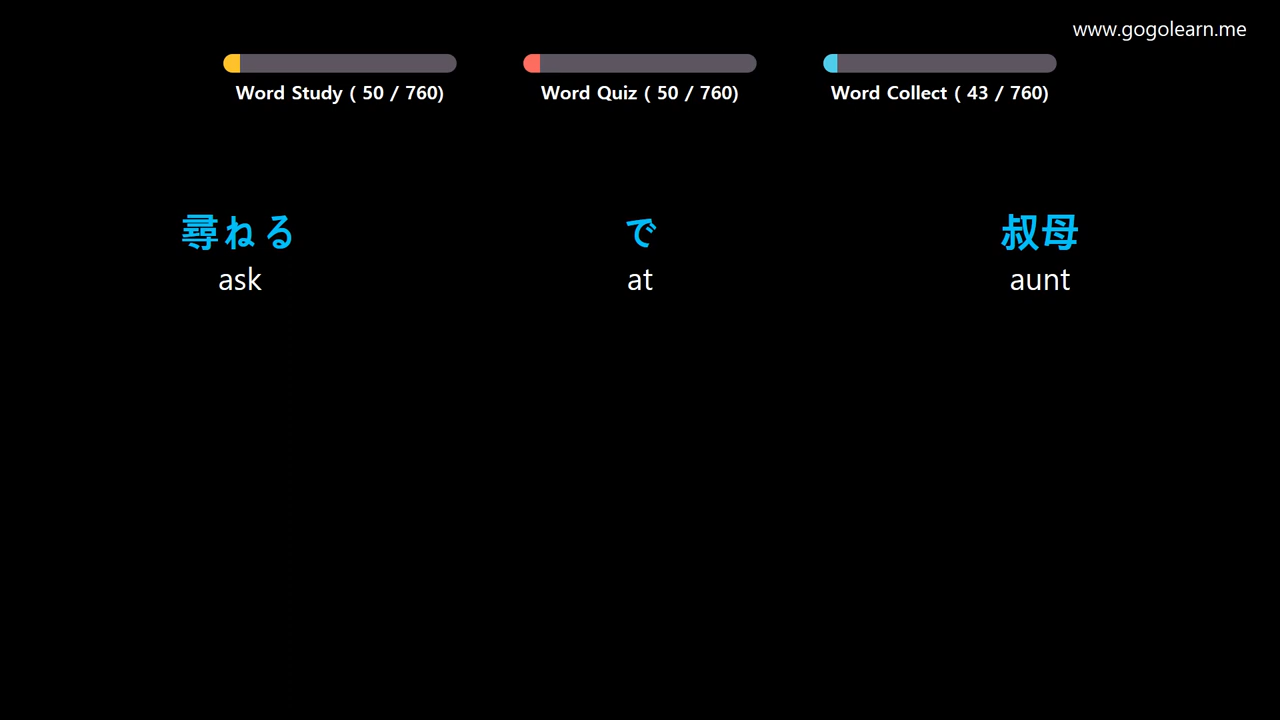 www.gogolearn.me
Word Study ( 50 / 760)
Word Quiz ( 50 / 760)
Word Collect ( 43 / 760)
尋ねる
ask
で
at
叔母
aunt